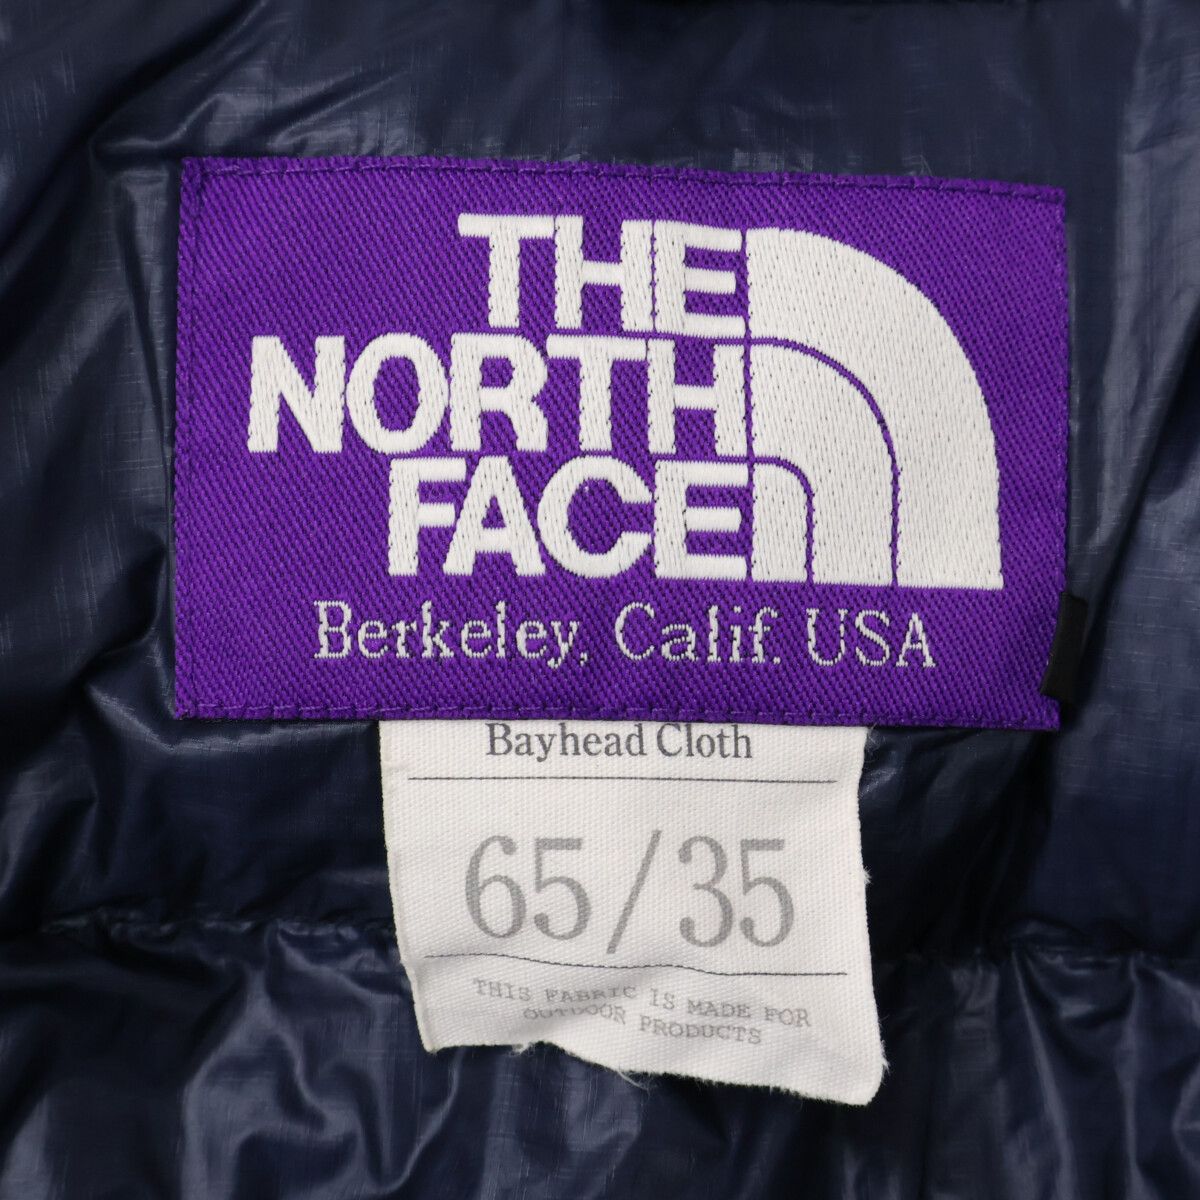 THE
NORTH
FACE
Berkeley, Calif. USA
Bayhead Cloth
65/35
THIS FABRIC IS MADE FOR
OUTDOOR PRODUCTS